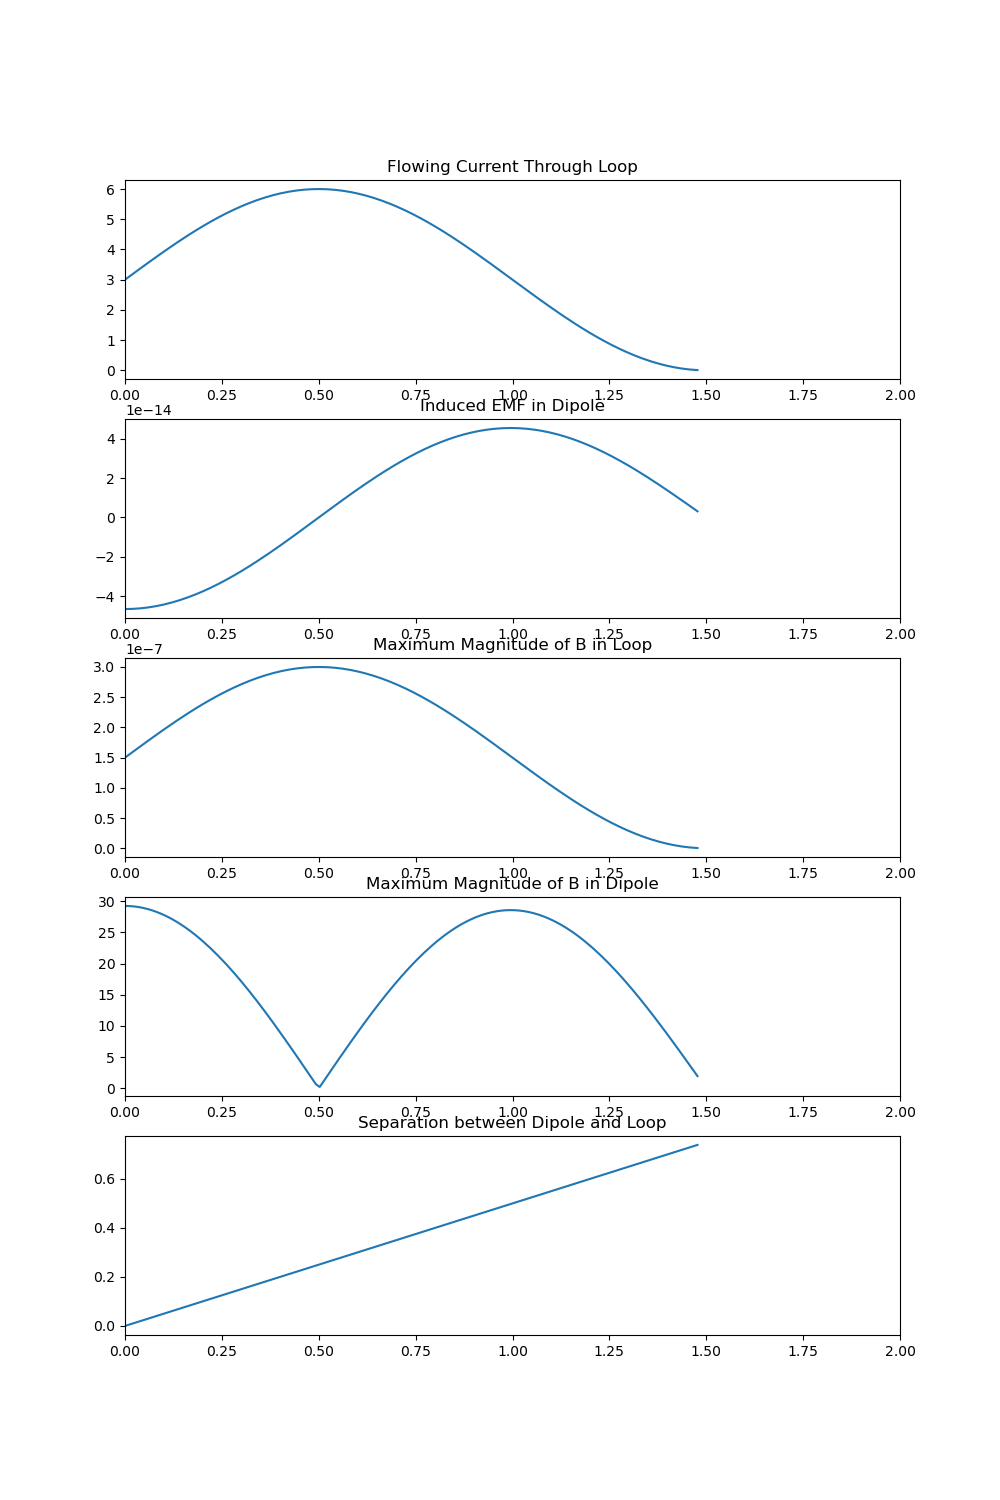 Flowing Current Through Loop
6
5
4
3
2
1
0
0.00 0.25 0.50 0.75 1.00 1.25 1.50 1.75 2.00
Induced EMF in Dipole
1e−14
4
2
0
−2
−4
0.00 0.25 0.50 0.75 1.00 1.25 1.50 1.75 2.00
Maximum Magnitude of B in Loop
1e−7
3.0
2.5
2.0
1.5
1.0
0.5
0.0
0.00 0.25 0.50 0.75 1.00 1.25 1.50 1.75 2.00
Maximum Magnitude of B in Dipole
30
25
20
15
10
5
0
0.00 0.25 0.50 0.75 1.00 1.25 1.50 1.75 2.00
Separation between Dipole and Loop
0.6
0.4
0.2
0.0
0.00 0.25 0.50 0.75 1.00 1.25 1.50 1.75 2.00